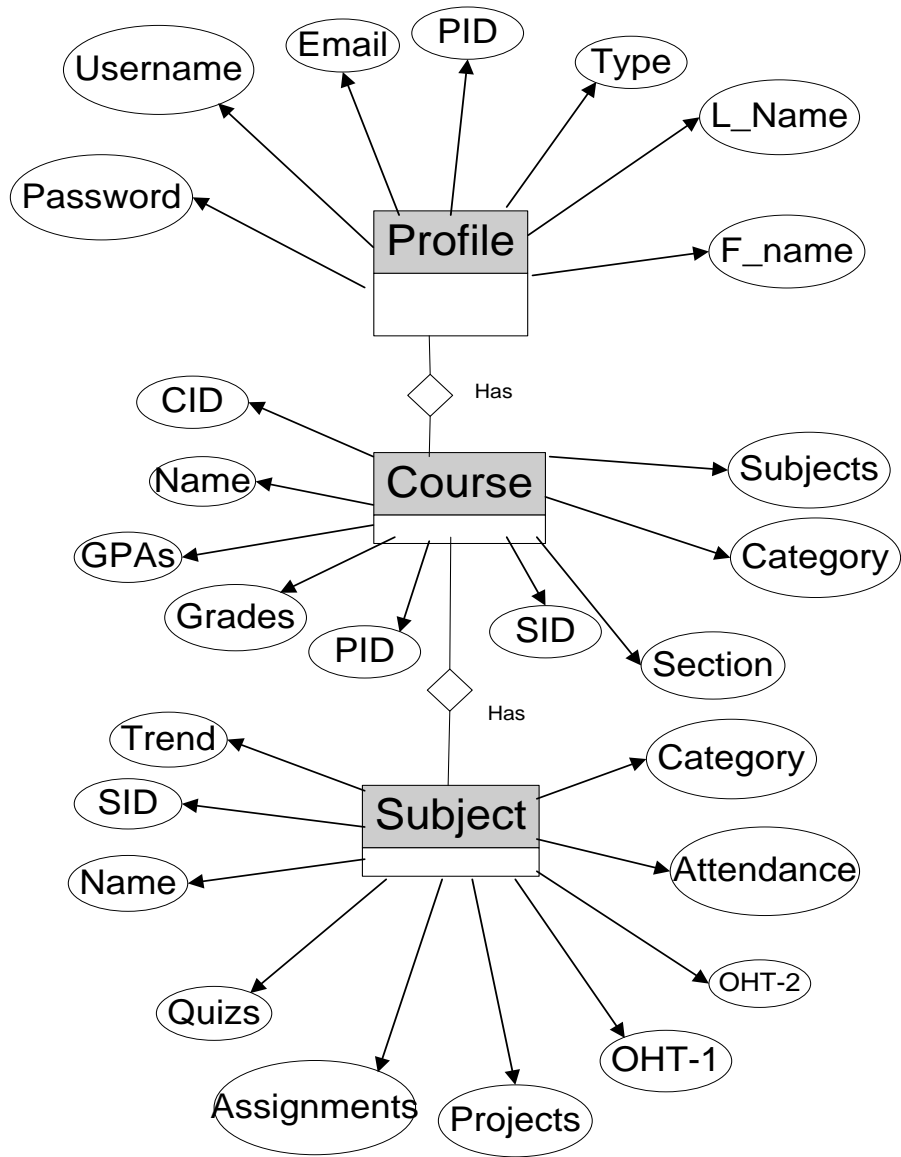 PID
Email
Type
Username
L_Name
Password
Profile
F_name
Has
CID
Subjects
Name
Course
GPAs
Category
Grades
SID
PID
Section
Has
Trend
Category
SID
Subject
Attendance
Name
OHT-2
Quizs
OHT-1
Assignments
Projects